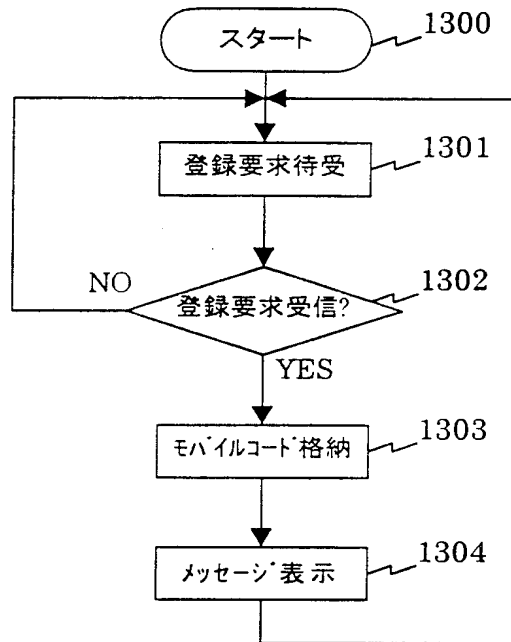 スタート
1300
登録要求待受
1301
登録要求受信?
1302
NO
YES
モバイルコード格納
1303
メッセージ表示
1304